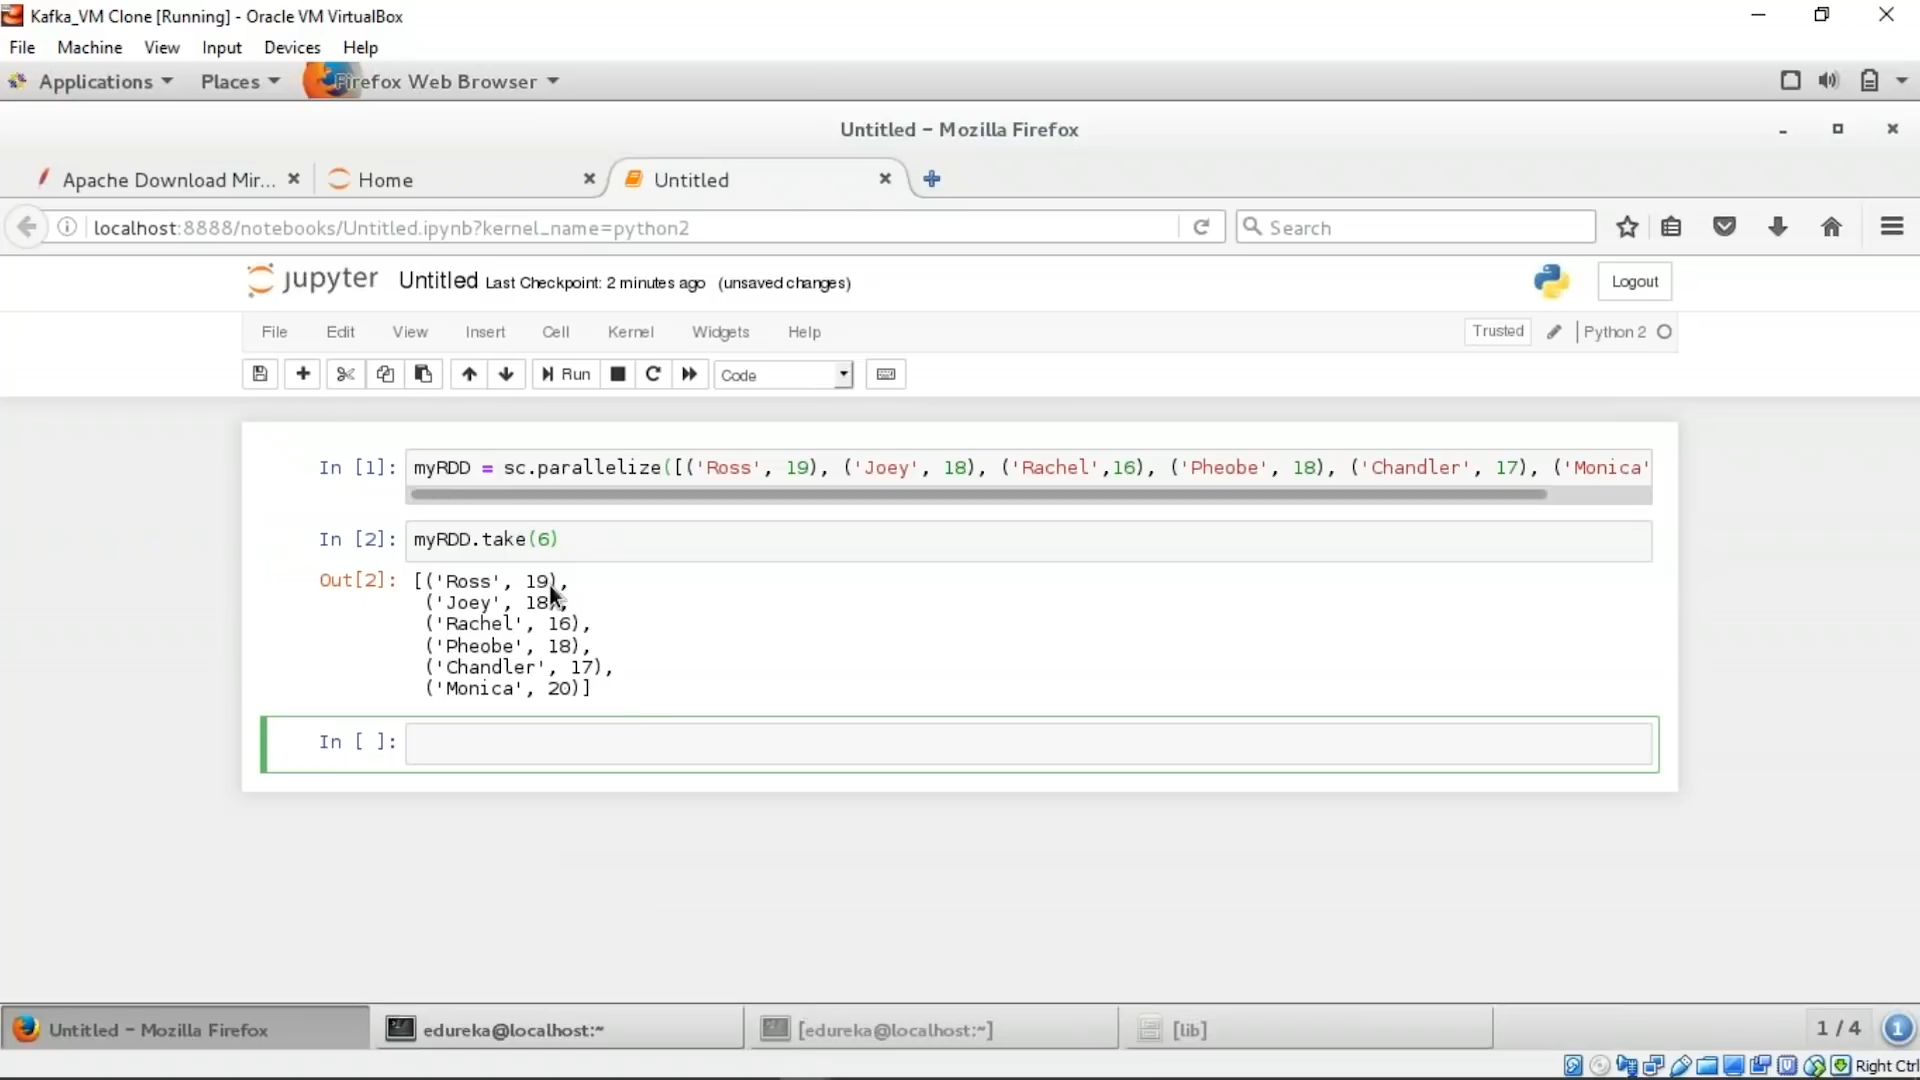 Kafka_VM Clone [Running] - Oracle VM VirtualBox
File Machine View Input Devices Help
Applications Places Firefox Web Browser
Untitled - Mozilla Firefox
Apache Download Mir... Home Untitled
localhost:8888/notebooks/Untitled.ipynb?kernel_name=python2 Search
jupyter Untitled Last Checkpoint: 2 minutes ago (unsaved changes) Logout
File Edit View Insert Cell Kernel Widgets Help Trusted Python 2
Run Code
In [1]: myRDD = sc.parallelize([('Ross', 19), ('Joey', 18), ('Rachel',16), ('Pheobe', 18), ('Chandler', 17), ('Monica'
In [2]: myRDD.take(6)
Out[2]: [('Ross', 19),
('Joey', 18),
('Rachel', 16),
('Pheobe', 18),
('Chandler', 17),
('Monica', 20)]
In [ ]:
Untitled - Mozilla Firefox edureka@localhost:~ [edureka@localhost:~] [lib] 1 / 4 1
Right Ctrl